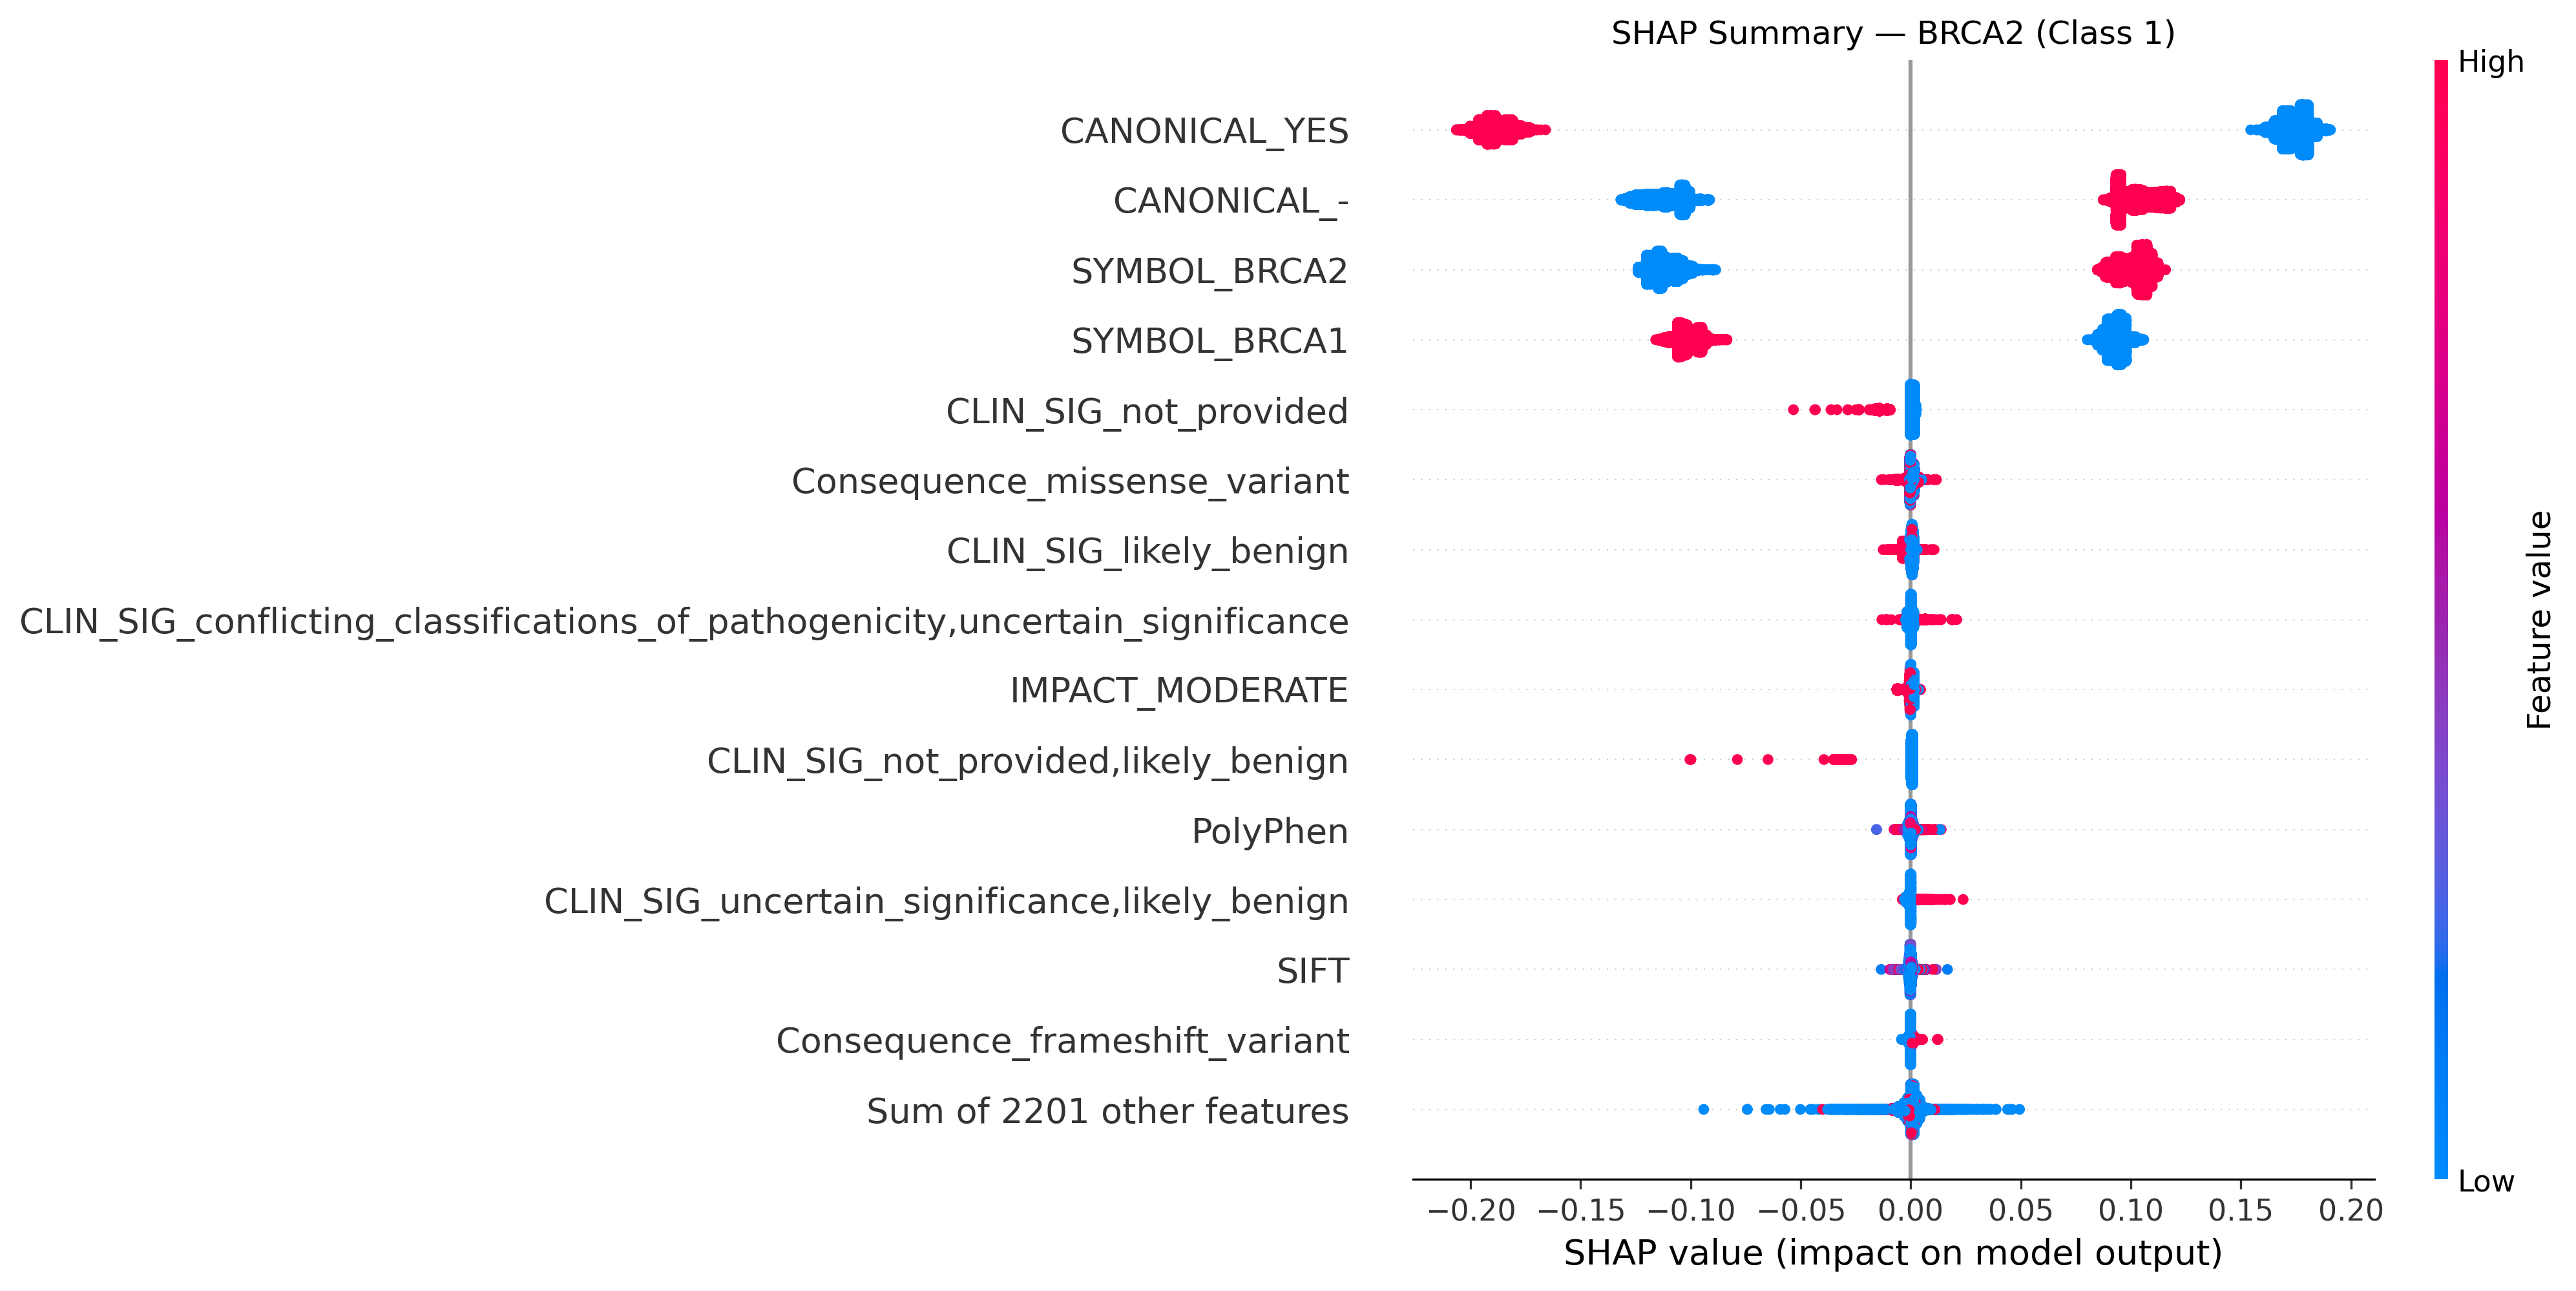 SHAP Summary — BRCA2 (Class 1)
High
CANONICAL_YES
CANONICAL_-
SYMBOL_BRCA2
SYMBOL_BRCA1
CLIN_SIG_not_provided
Consequence_missense_variant
CLIN_SIG_likely_benign
CLIN_SIG_conflicting_classifications_of_pathogenicity,uncertain_significance
IMPACT_MODERATE
CLIN_SIG_not_provided,likely_benign
PolyPhen
CLIN_SIG_uncertain_significance,likely_benign
SIFT
Consequence_frameshift_variant
Sum of 2201 other features
Feature value
Low
−0.20 −0.15 −0.10 −0.05 0.00 0.05 0.10 0.15 0.20
SHAP value (impact on model output)